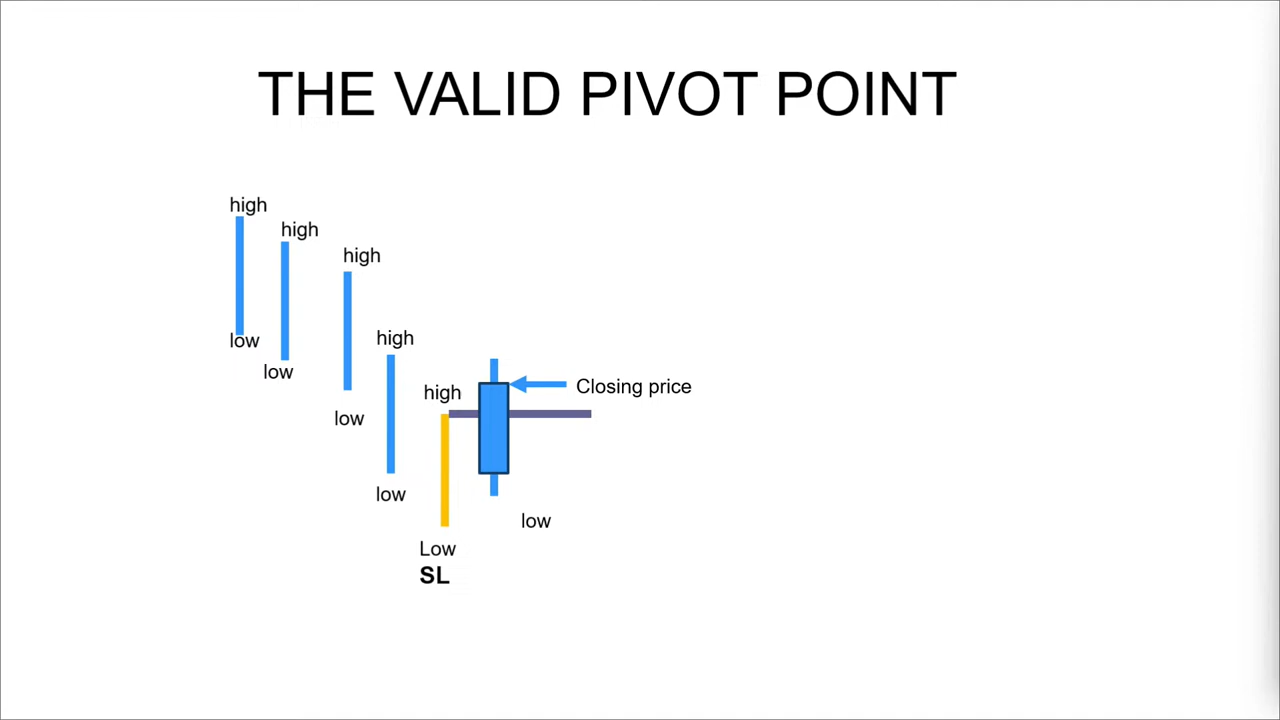 THE VALID PIVOT POINT
high
high
high
high
high
low
low
low
low
Closing price
low
Low
SL